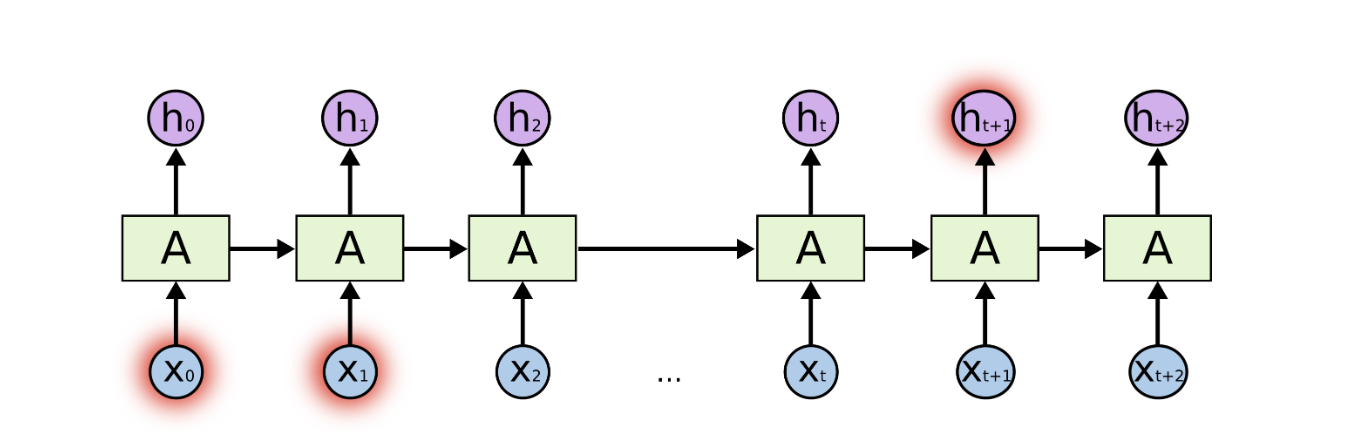 h0 h1 h2 ht ht+1 ht+2
A A A A A A
x0 x1 x2 ... xt xt+1 xt+2